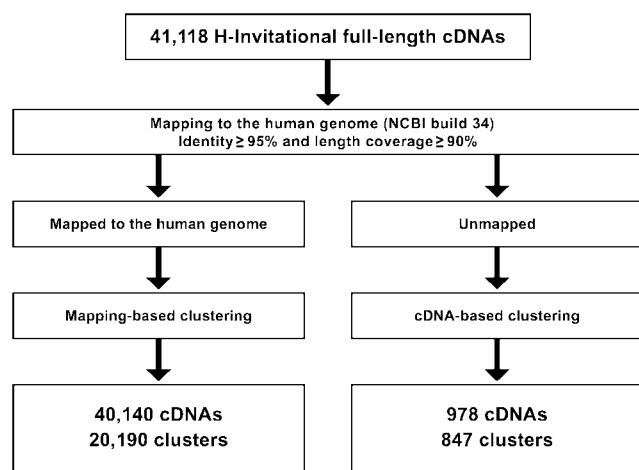 41,118 H-Invitational full-length cDNAs
Mapping to the human genome (NCBI build 34)
Identity≥95% and length coverage≥90%
Mapped to the human genome
Unmapped
Mapping-based clustering
cDNA-based clustering
40,140 cDNAs
20,190 clusters
978 cDNAs
847 clusters